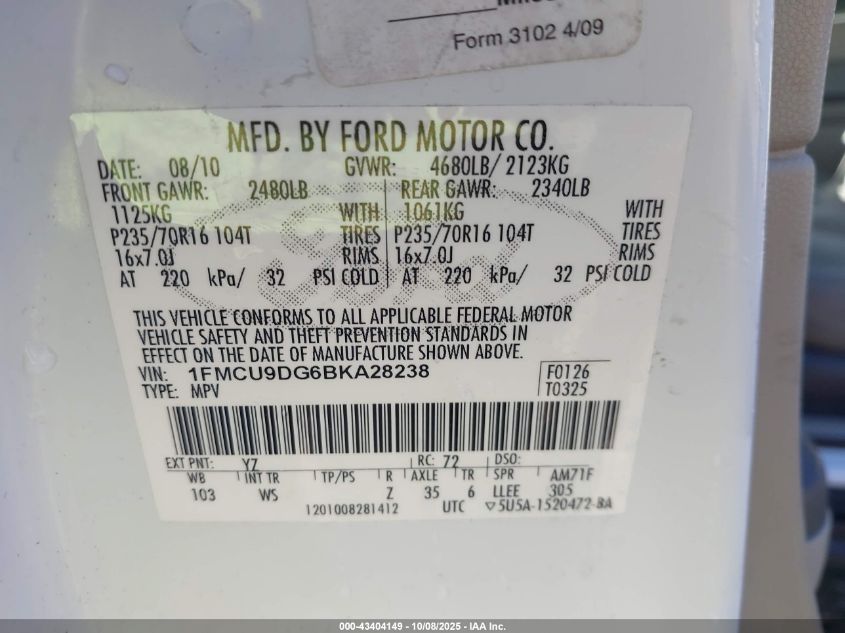 Form 3102 4/09
MFD. BY FORD MOTOR CO.
DATE: 08/10 GVWR: 4680LB/ 2123KG
FRONT GAWR: 2480LB REAR GAWR: 2340LB
1125KG WITH 1061KG WITH
P235/70R16 104T TIRES P235/70R16 104T TIRES
16x7.0J RIMS 16x7.0J RIMS
AT 220 kPa/ 32 PSI COLD AT 220 kPa/ 32 PSI COLD
THIS VEHICLE CONFORMS TO ALL APPLICABLE FEDERAL MOTOR
VEHICLE SAFETY AND THEFT PREVENTION STANDARDS IN
EFFECT ON THE DATE OF MANUFACTURE SHOWN ABOVE.
VIN: 1FMCU9DG6BKA28238 F0126
TYPE: MPV T0325
EXT PNT: YZ RC: 72 DSO:
WB INT TR TP/PS R AXLE TR SPR AM71F
103 WS Z 35 6 LLEE 305
1201008281412 UTC ▽5U5A-1520472-BA
000-43404149 - 10/08/2025 - IAA Inc.